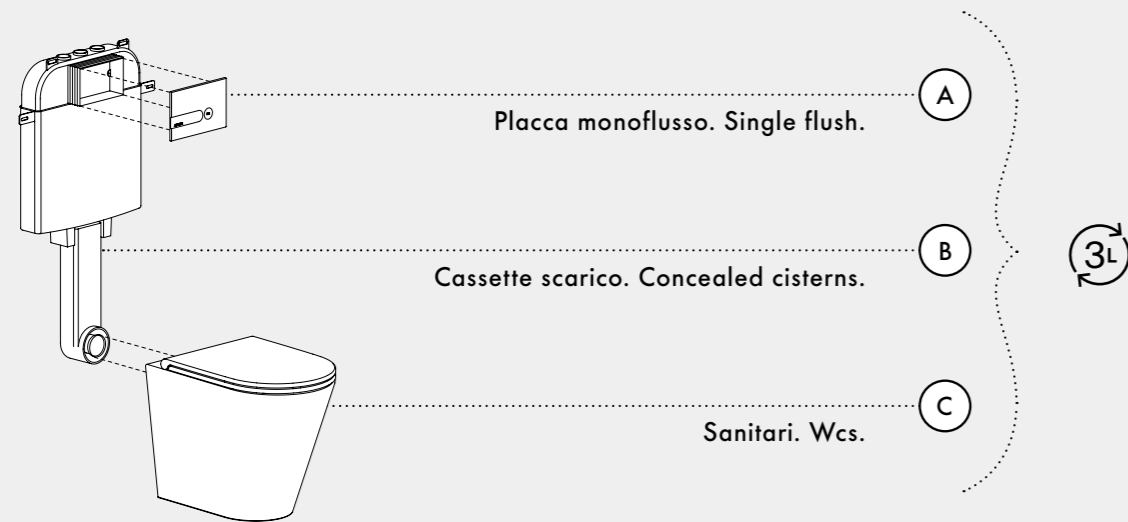 A
Placca monoflusso. Single flush.
B
Cassette scarico. Concealed cisterns.
3L
C
Sanitari. Wcs.